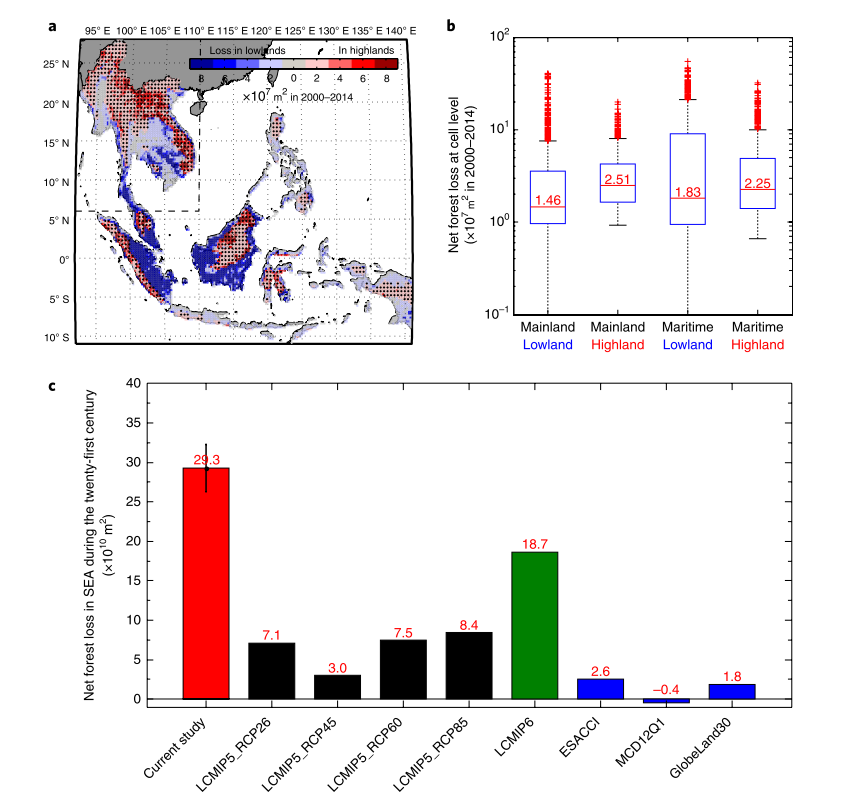 a
95° E 100° E 105° E 110° E 115° E 120° E 125° E 130° E 135° E 140° E
Loss in lowlands In highlands
8 6 4 2 0 2 4 6 8
×10⁷ m² in 2000–2014
25° N
20° N
15° N
10° N
5° N
0°
5° S
10° S
b
Net forest loss at cell level
(×10⁷ m² in 2000–2014)
10²
10¹
10⁰
10⁻¹
1.46
2.51
1.83
2.25
Mainland Mainland Maritime Maritime
Lowland Highland Lowland Highland
c
Net forest loss in SEA during the twenty-first century
(×10¹⁰ m²)
40
35
30
25
20
15
10
5
0
29.3
7.1
3.0
7.5
8.4
18.7
2.6
–0.4
1.8
Current study
LCMIP5_RCP26
LCMIP5_RCP45
LCMIP5_RCP60
LCMIP5_RCP85
LCMIP6
ESACCI
MCD12Q1
GlobeLand30